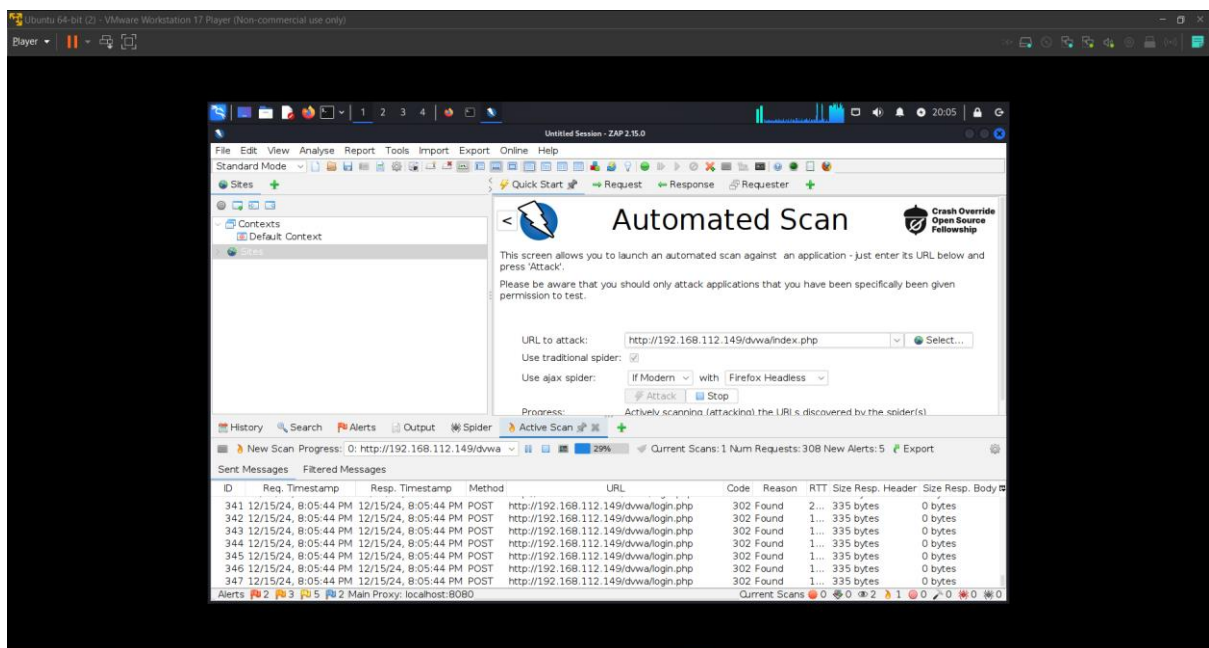 Ubuntu 64-bit (2) - VMware Workstation 17 Player (Non-commercial use only)
Player
1 2 3 4
20:05
Untitled Session - ZAP 2.15.0
File Edit View Analyse Report Tools Import Export Online Help
Standard Mode
Sites
Quick Start Request Response Requester
Contexts
Default Context
Sites
<
Automated Scan
Crash Override
Open Source
Fellowship
This screen allows you to launch an automated scan against an application - just enter its URL below and
press 'Attack'.
Please be aware that you should only attack applications that you have been specifically been given
permission to test.
URL to attack: http://192.168.112.149/dvwa/index.php Select...
Use traditional spider:
Use ajax spider: If Modern with Firefox Headless
Attack Stop
Progress: Actively scanning (attacking) the URLs discovered by the spider(s)
History Search Alerts Output Spider Active Scan
New Scan Progress: 0: http://192.168.112.149/dvwa 29% Current Scans: 1 Num Requests: 308 New Alerts: 5 Export
Sent Messages Filtered Messages
ID Req. Timestamp Resp. Timestamp Method URL Code Reason RTT Size Resp. Header Size Resp. Body
341 12/15/24, 8:05:44 PM 12/15/24, 8:05:44 PM POST http://192.168.112.149/dvwa/login.php 302 Found 2... 335 bytes 0 bytes
342 12/15/24, 8:05:44 PM 12/15/24, 8:05:44 PM POST http://192.168.112.149/dvwa/login.php 302 Found 1... 335 bytes 0 bytes
343 12/15/24, 8:05:44 PM 12/15/24, 8:05:44 PM POST http://192.168.112.149/dvwa/login.php 302 Found 1... 335 bytes 0 bytes
344 12/15/24, 8:05:44 PM 12/15/24, 8:05:44 PM POST http://192.168.112.149/dvwa/login.php 302 Found 1... 335 bytes 0 bytes
345 12/15/24, 8:05:44 PM 12/15/24, 8:05:44 PM POST http://192.168.112.149/dvwa/login.php 302 Found 1... 335 bytes 0 bytes
346 12/15/24, 8:05:44 PM 12/15/24, 8:05:44 PM POST http://192.168.112.149/dvwa/login.php 302 Found 1... 335 bytes 0 bytes
347 12/15/24, 8:05:44 PM 12/15/24, 8:05:44 PM POST http://192.168.112.149/dvwa/login.php 302 Found 1... 335 bytes 0 bytes
Alerts 2 3 5 2 Main Proxy: localhost:8080 Current Scans 0 0 2 1 0 0 0 0